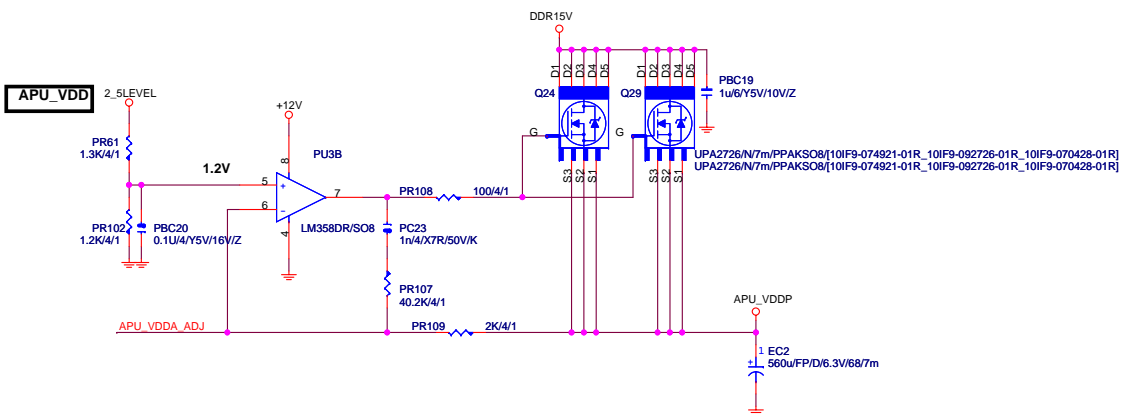 DDR15V
APU_VDD
2_5LEVEL
+12V
D1
D2
D3
D4
D5
D1
D2
D3
D4
D5
Q24
Q29
PBC19
1u/6/Y5V/10V/Z
PR61
1.3K/4/1
8
PU3B
G
G
1.2V
5
+
7
6
-
UPA2726/N/7m/PPAKSO8/[10IF9-074921-01R_10IF9-092726-01R_10IF9-070428-01R]
UPA2726/N/7m/PPAKSO8/[10IF9-074921-01R_10IF9-092726-01R_10IF9-070428-01R]
S3
S2
S1
S3
S2
S1
PR108
100/4/1
PR102
1.2K/4/1
PBC20
0.1U/4/Y5V/16V/Z
4
LM358DR/SO8
PC23
1n/4/X7R/50V/K
PR107
40.2K/4/1
APU_VDDP
APU_VDDA_ADJ
PR109
2K/4/1
1
EC2
+
560u/FP/D/6.3V/68/7m